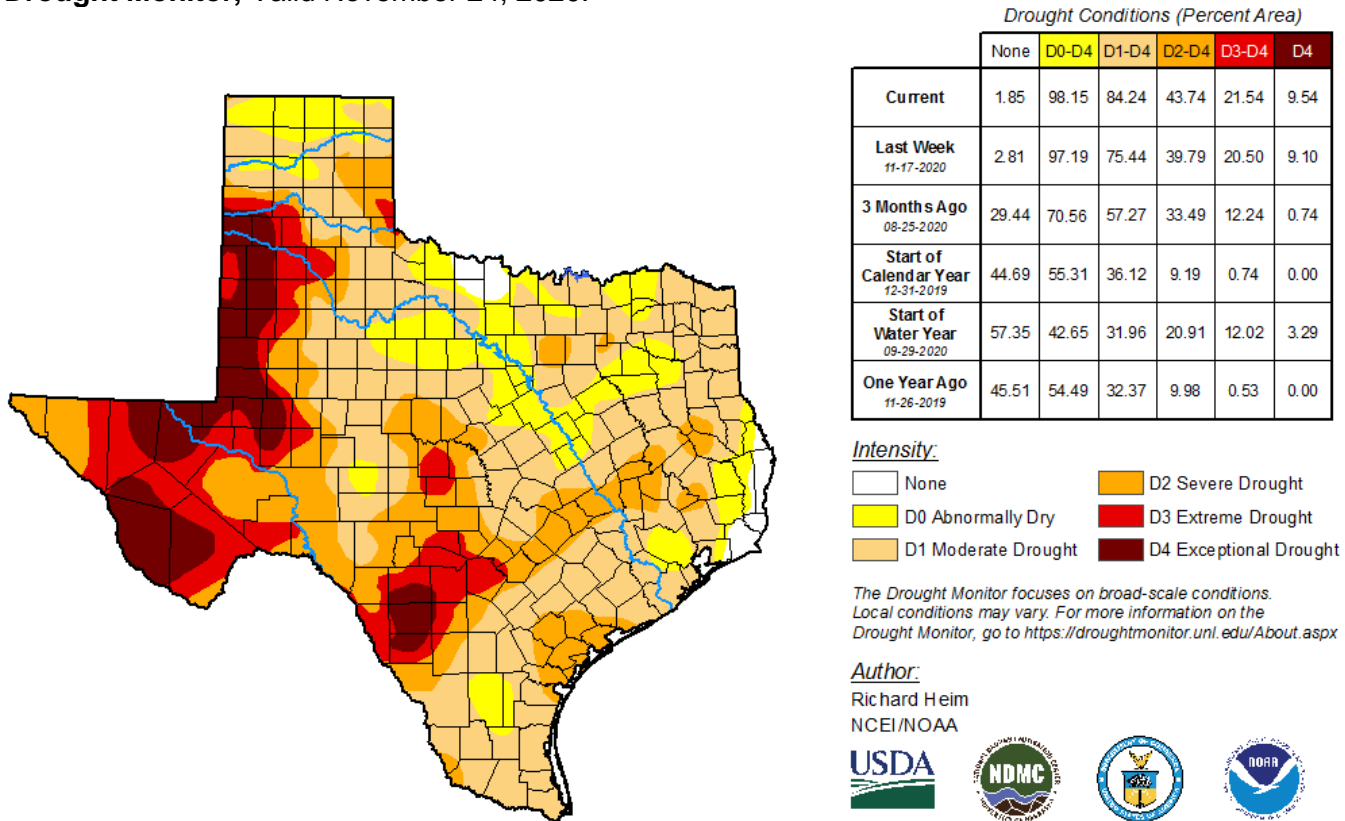 Drought Monitor, Valid November 24, 2020.
Drought Conditions (Percent Area)
None D0-D4 D1-D4 D2-D4 D3-D4 D4
Current 1.85 98.15 84.24 43.74 21.54 9.54
Last Week 2.81 97.19 75.44 39.79 20.50 9.10
11-17-2020
3 Months Ago 29.44 70.56 57.27 33.49 12.24 0.74
08-25-2020
Start of
Calendar Year 44.69 55.31 36.12 9.19 0.74 0.00
12-31-2019
Start of
Water Year 57.35 42.65 31.96 20.91 12.02 3.29
09-29-2020
One Year Ago 45.51 54.49 32.37 9.98 0.53 0.00
11-26-2019
Intensity:
None
D2 Severe Drought
D0 Abnormally Dry
D3 Extreme Drought
D1 Moderate Drought
D4 Exceptional Drought
The Drought Monitor focuses on broad-scale conditions.
Local conditions may vary. For more information on the
Drought Monitor, go to https://droughtmonitor.unl.edu/About.aspx
Author:
Richard Heim
NCEI/NOAA
USDA
NDMC
NOAA